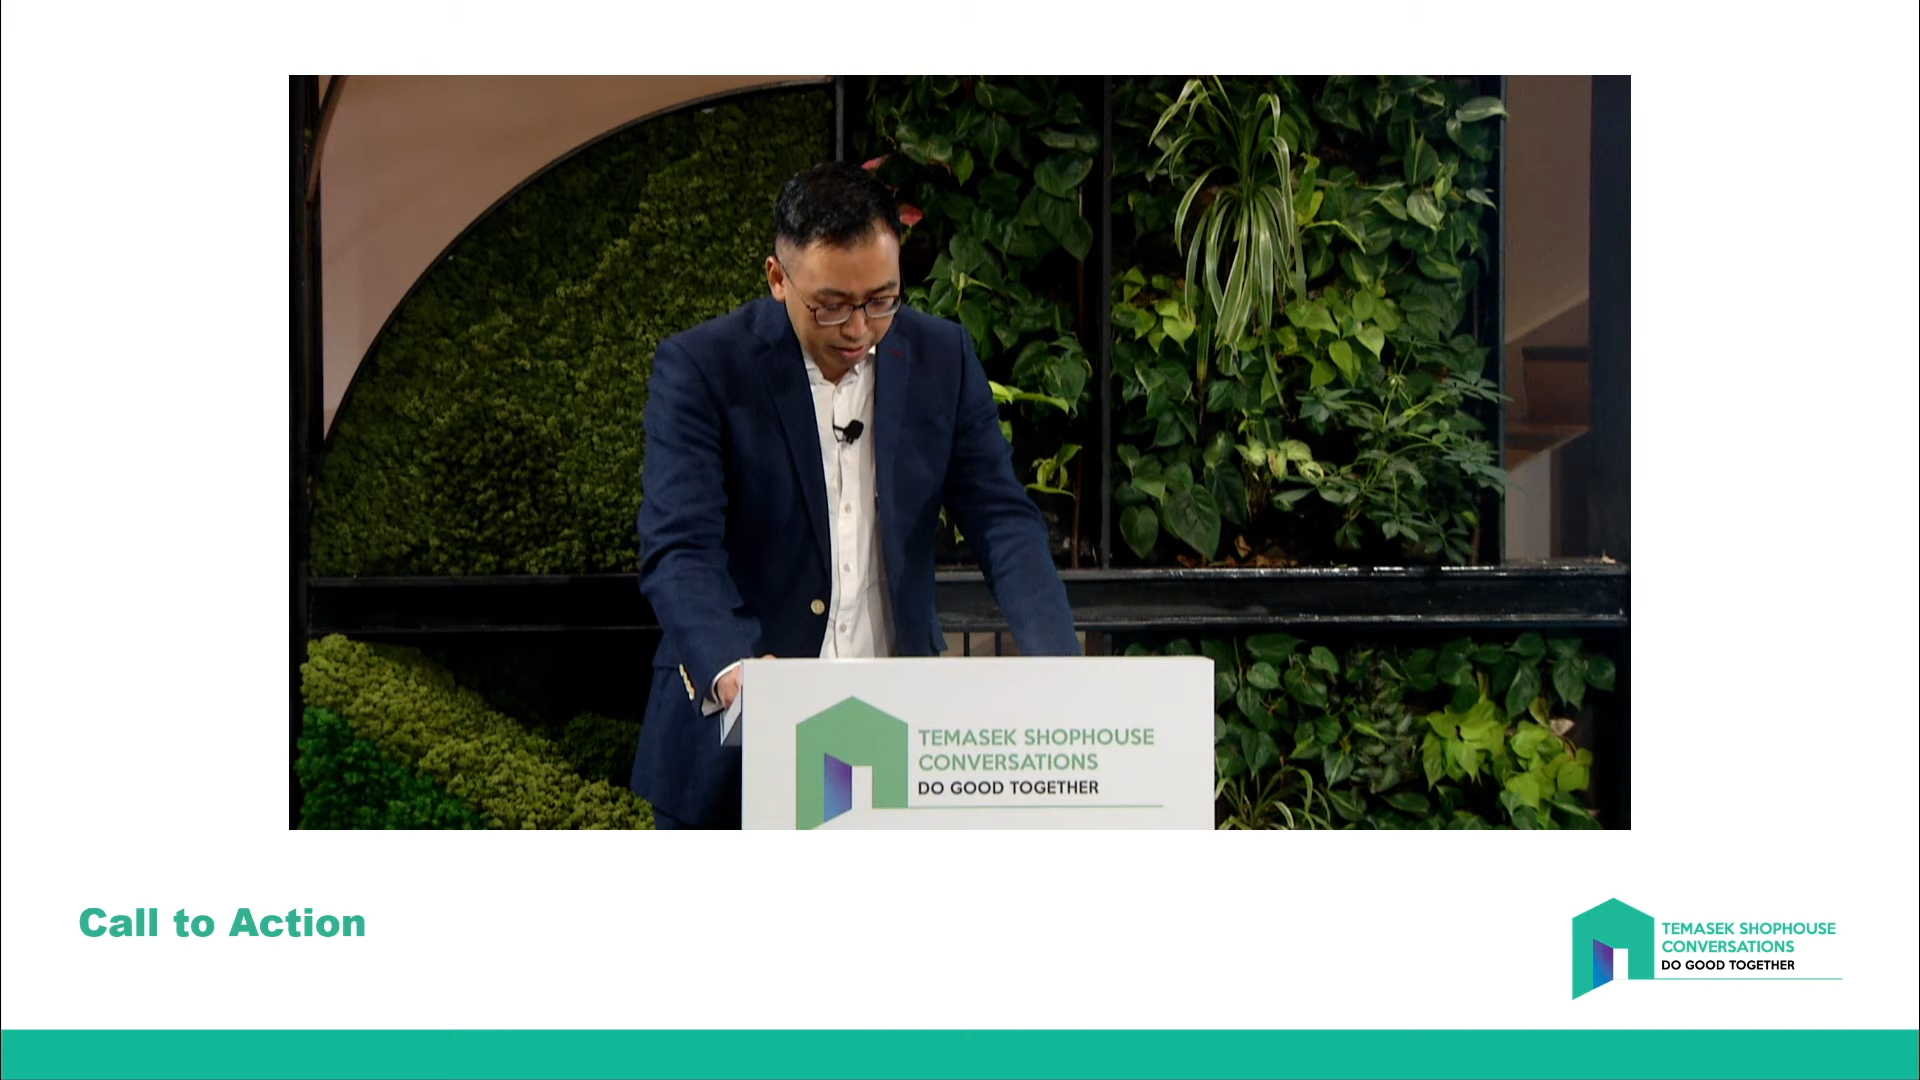 TEMASEK SHOPHOUSE
CONVERSATIONS
DO GOOD TOGETHER
Call to Action
TEMASEK SHOPHOUSE
CONVERSATIONS
DO GOOD TOGETHER